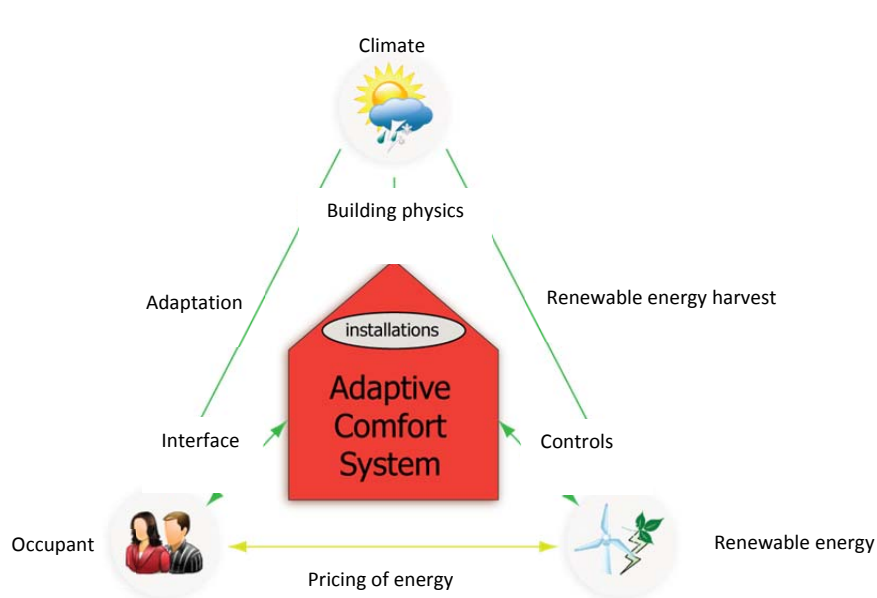 Climate
Building physics
Adaptation
Renewable energy harvest
installations
Adaptive
Comfort
System
Interface
Controls
Occupant
Renewable energy
Pricing of energy